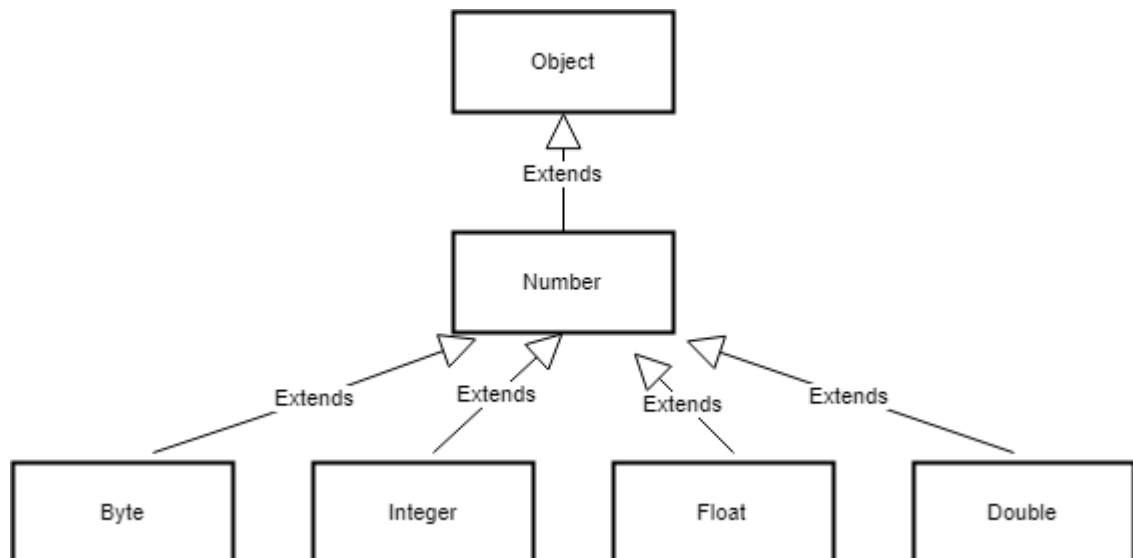 Object
Extends
Number
Extends
Extends
Extends
Extends
Byte
Integer
Float
Double